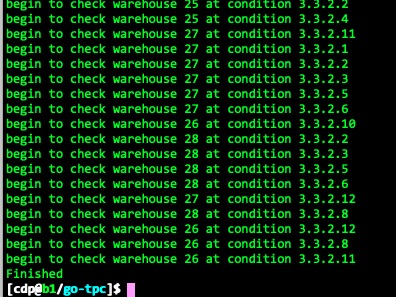 begin to check warehouse 25 at condition 3.3.2.2
begin to check warehouse 25 at condition 3.3.2.4
begin to check warehouse 27 at condition 3.3.2.11
begin to check warehouse 27 at condition 3.3.2.1
begin to check warehouse 27 at condition 3.3.2.2
begin to check warehouse 27 at condition 3.3.2.3
begin to check warehouse 27 at condition 3.3.2.5
begin to check warehouse 27 at condition 3.3.2.6
begin to check warehouse 26 at condition 3.3.2.10
begin to check warehouse 28 at condition 3.3.2.2
begin to check warehouse 28 at condition 3.3.2.3
begin to check warehouse 28 at condition 3.3.2.5
begin to check warehouse 28 at condition 3.3.2.6
begin to check warehouse 27 at condition 3.3.2.12
begin to check warehouse 28 at condition 3.3.2.8
begin to check warehouse 26 at condition 3.3.2.12
begin to check warehouse 26 at condition 3.3.2.8
begin to check warehouse 26 at condition 3.3.2.11
Finished
[cdp@b1/go-tpc]$